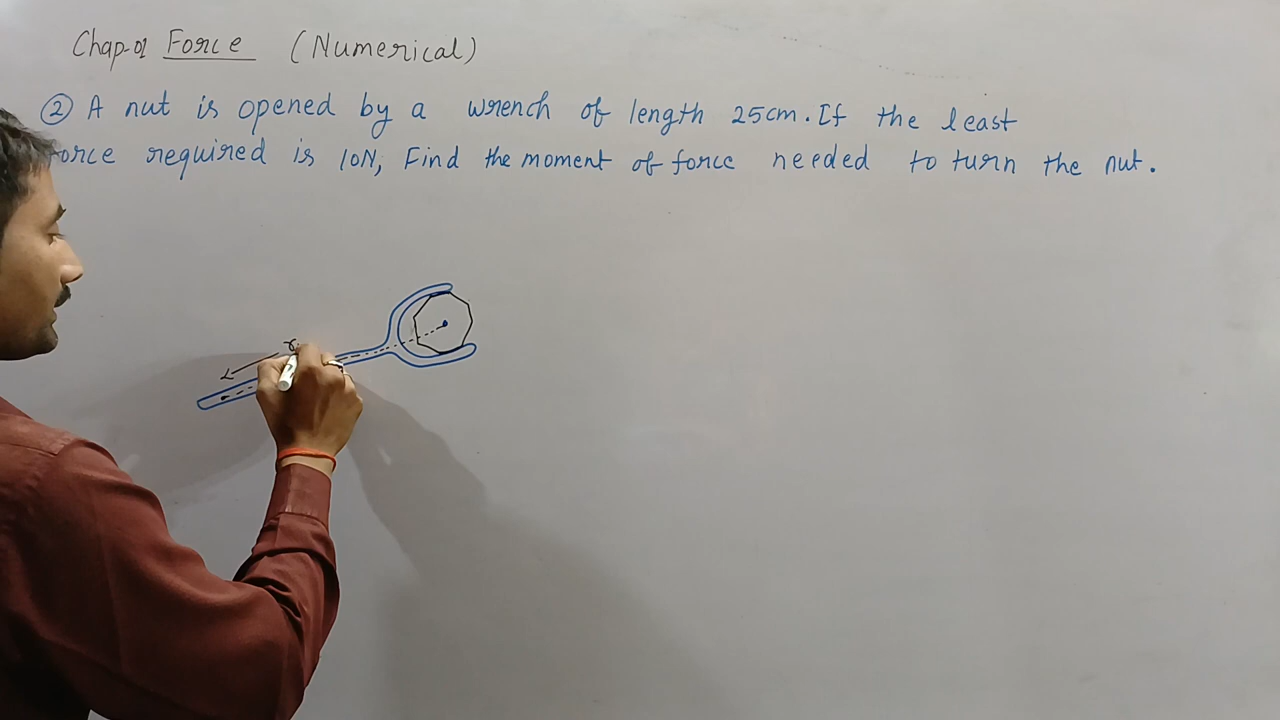 Chap-01 Force (Numerical)
② A nut is opened by a wrench of length 25cm. If the least
force required is 10N, Find the moment of force needed to turn the nut.
r